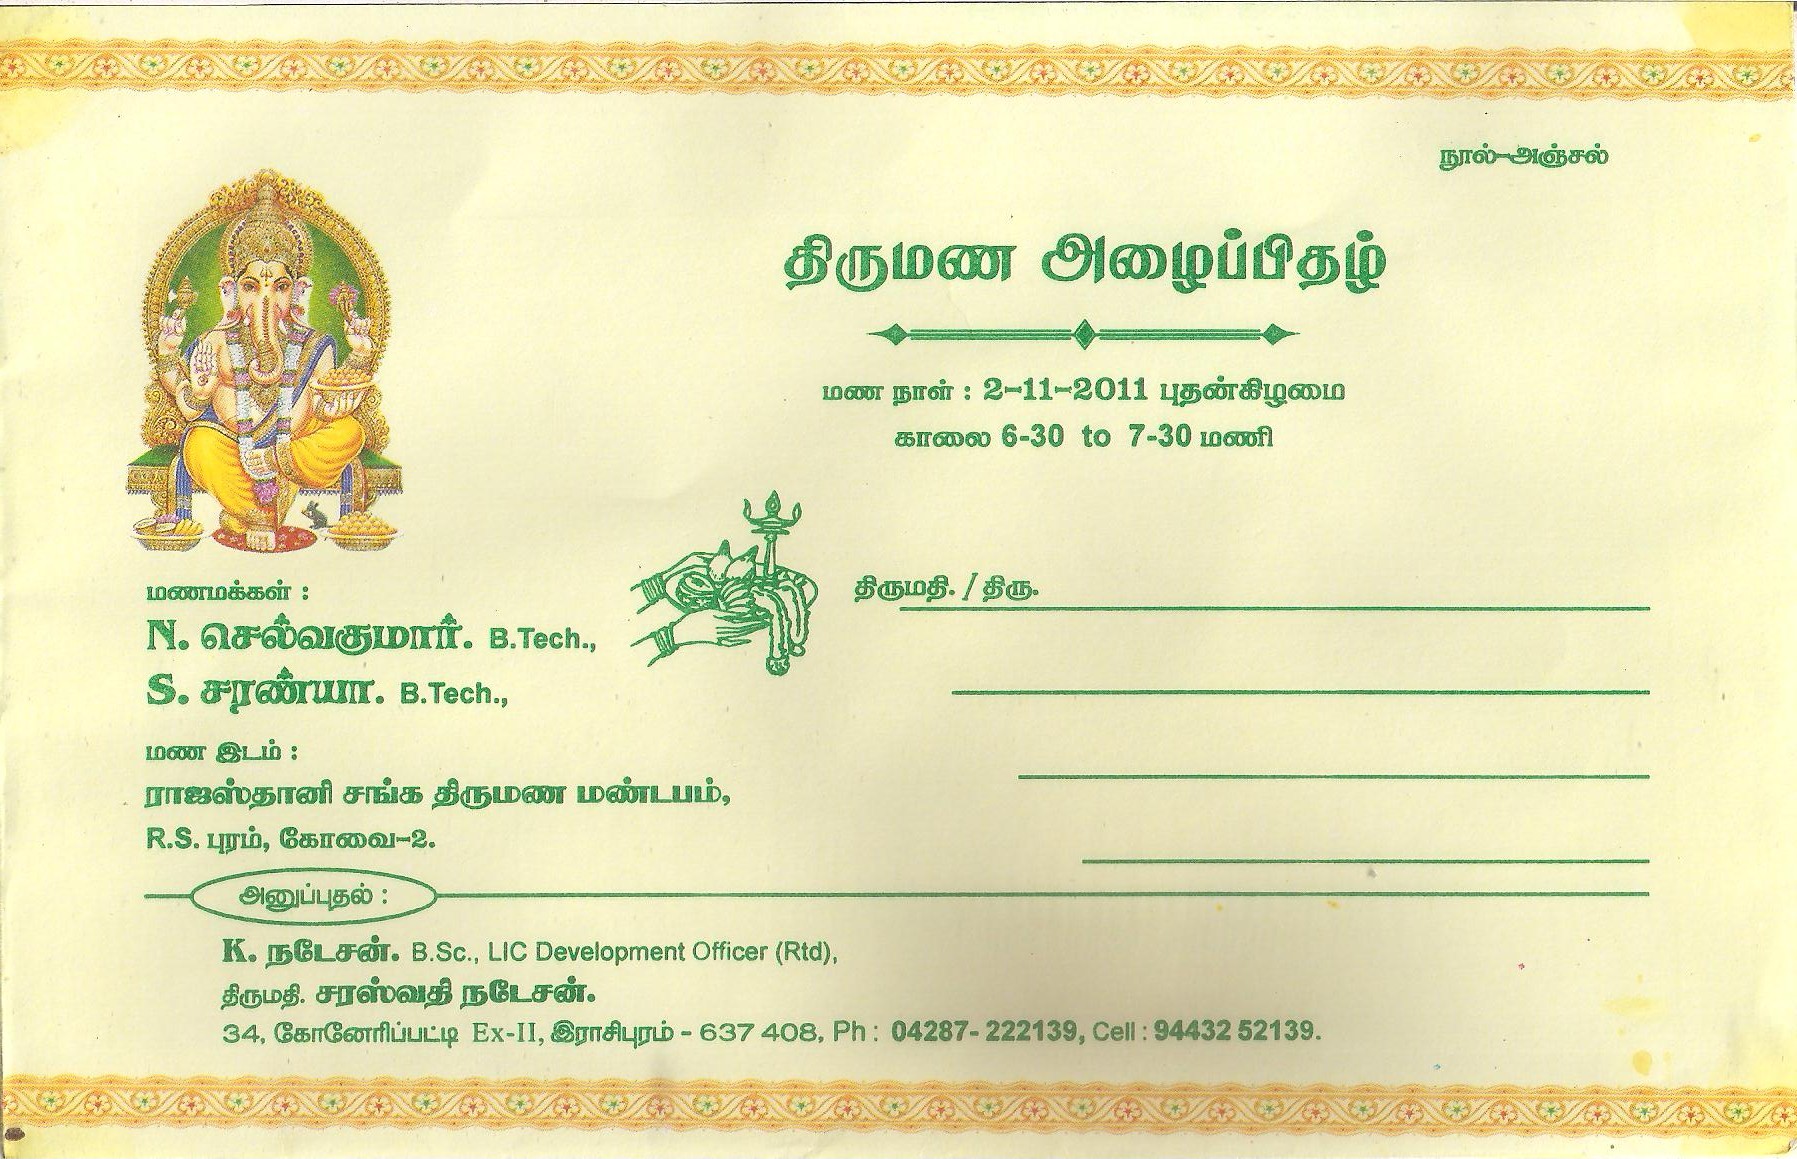 நூல்-அஞ்சல்
திருமண அழைப்பிதழ்
மண நாள் : 2-11-2011 புதன்கிழமை
காலை 6-30 to 7-30 மணி
மணமக்கள் :
N. செல்வகுமார். B.Tech.,
S. சரண்யா. B.Tech.,
மண இடம் :
ராஜஸ்தானி சங்க திருமண மண்டபம்,
R.S. புரம், கோவை-2.
திருமதி. / திரு.
அனுப்புதல் :
K. நடேசன். B.Sc., LIC Development Officer (Rtd),
திருமதி. சரஸ்வதி நடேசன்.
34, கோனேரிப்பட்டி Ex-II, இராசிபுரம் - 637 408, Ph : 04287- 222139, Cell : 94432 52139.